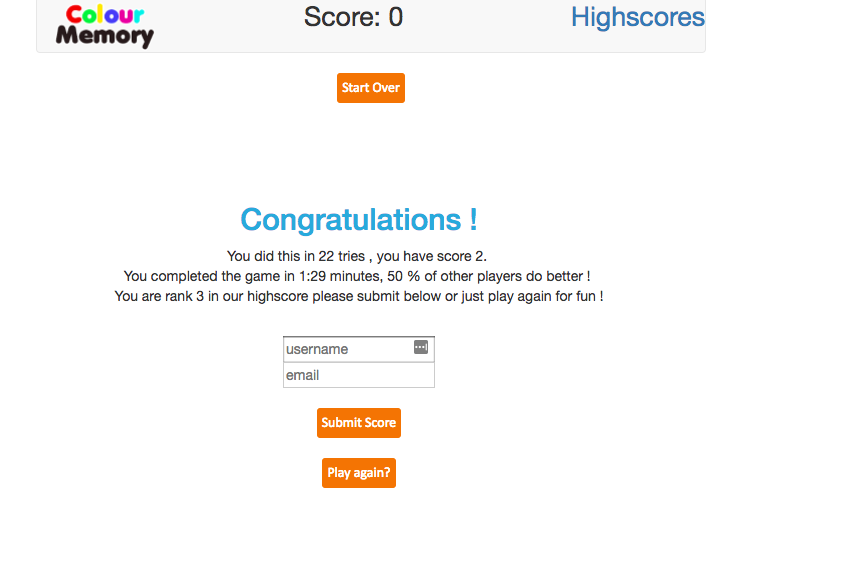 Colour
Memory
Score: 0
Highscores
Start Over
Congratulations !
You did this in 22 tries , you have score 2.
You completed the game in 1:29 minutes, 50 % of other players do better !
You are rank 3 in our highscore please submit below or just play again for fun !
username
email
Submit Score
Play again?